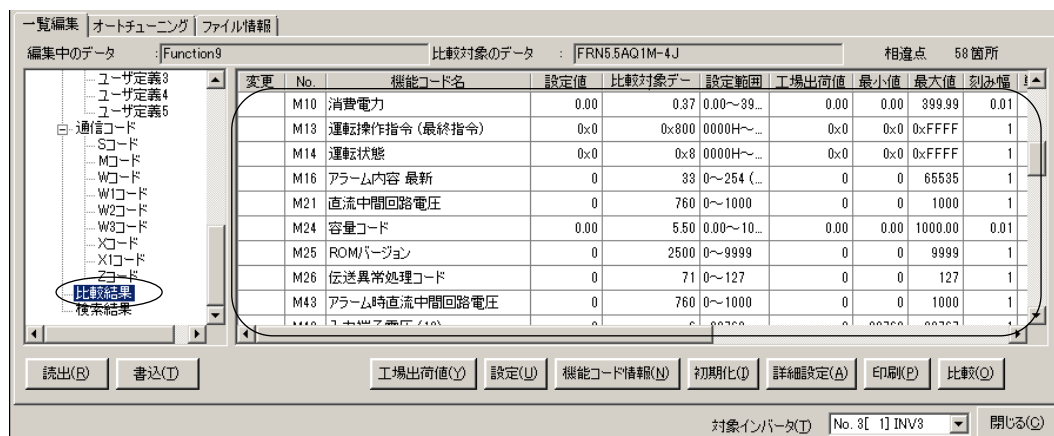 一覧編集 オートチューニング ファイル情報
編集中のデータ :Function9 比較対象のデータ : FRN5.5AQ1M-4J 相違点 58箇所
ユーザ定義3
ユーザ定義4
ユーザ定義5
通信コード
Sコード
Mコード
Wコード
W1コード
W2コード
W3コード
Xコード
X1コード
Zコード
比較結果
検索結果
変更 No. 機能コード名 設定値 比較対象デー 設定範囲 工場出荷値 最小値 最大値 刻み幅
M10 消費電力 0.00 0.37 0.00～39... 0.00 0.00 399.99 0.01
M13 運転操作指令(最終指令) 0x0 0x800 0000H～... 0x0 0x0 0xFFFF 1
M14 運転状態 0x0 0x8 0000H～... 0x0 0x0 0xFFFF 1
M16 アラーム内容 最新 0 33 0～254 (... 0 0 65535 1
M21 直流中間回路電圧 0 760 0～1000 0 0 1000 1
M24 容量コード 0.00 5.50 0.00～10... 0.00 0.00 1000.00 0.01
M25 ROMバージョン 0 2500 0～9999 0 0 9999 1
M26 伝送異常処理コード 0 71 0～127 0 0 127 1
M43 アラーム時直流中間回路電圧 0 760 0～1000 0 0 1000 1
読出(R) 書込(T) 工場出荷値(Y) 設定(U) 機能コード情報(N) 初期化(I) 詳細設定(A) 印刷(P) 比較(O)
対象インバータ(T) No. 3[ 1] INV3 閉じる(C)